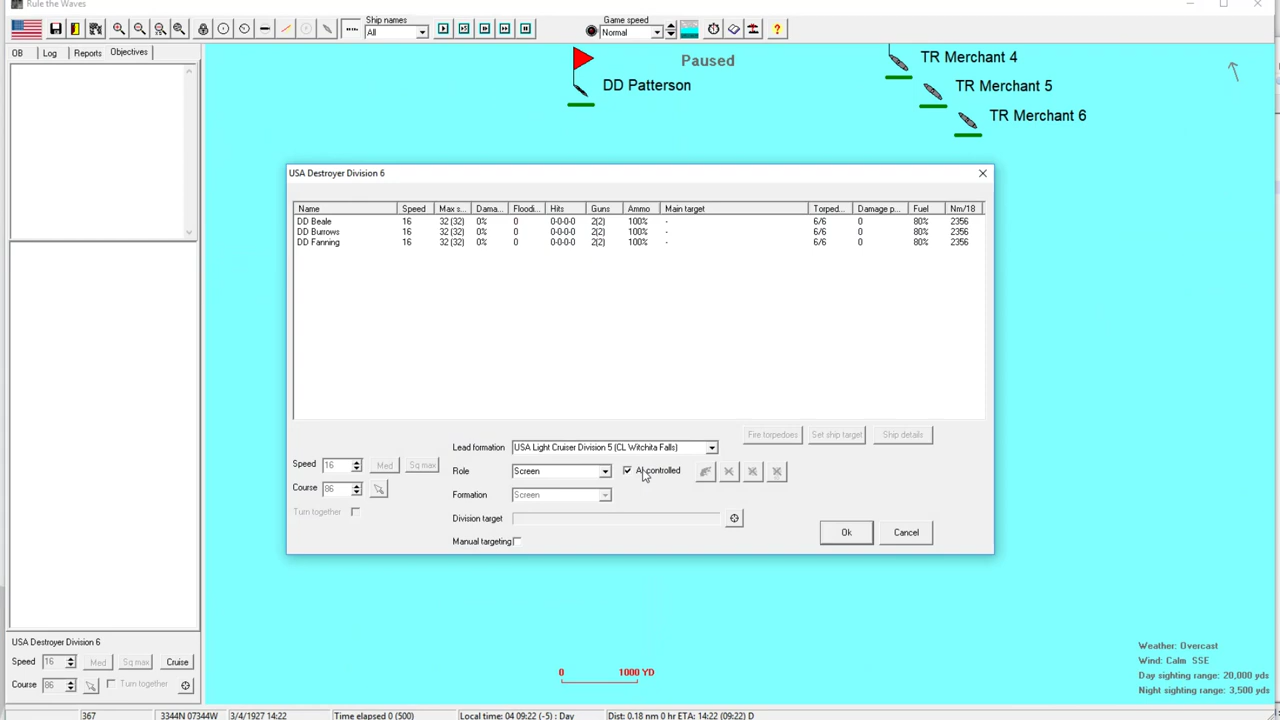 Rule the Waves
Ship names
All
Game speed
Normal
OB Log Reports Objectives
Paused
DD Patterson
TR Merchant 4
TR Merchant 5
TR Merchant 6
USA Destroyer Division 6
Name Speed Max s... Dama... Floodi... Hits Guns Ammo Main target Torped... Damage p... Fuel Nm/18
DD Beale 16 32 (32) 0% 0 0-0-0-0 2(2) 100% - 6/6 0 80% 2356
DD Burrows 16 32 (32) 0% 0 0-0-0-0 2(2) 100% - 6/6 0 80% 2356
DD Fanning 16 32 (32) 0% 0 0-0-0-0 2(2) 100% - 6/6 0 80% 2356
Fire torpedoes Set ship target Ship details
Lead formation USA Light Cruiser Division 5 (CL Witchita Falls)
Speed 16 Med Sq max
Role Screen AI controlled
Course 86
Formation Screen
Turn together
Division target
Manual targeting
Ok Cancel
USA Destroyer Division 6
Speed 16 Med Sq max Cruise
Course 86 Turn together
0 1000 YD
Weather: Overcast
Wind: Calm SSE
Day sighting range: 20,000 yds
Night sighting range: 3,500 yds
367 3344N 07344W 3/4/1927 14:22 Time elapsed 0 (500) Local time: 04 09:22 (-5) : Day Dist: 0.18 nm 0 hr ETA: 14:22 (09:22) D